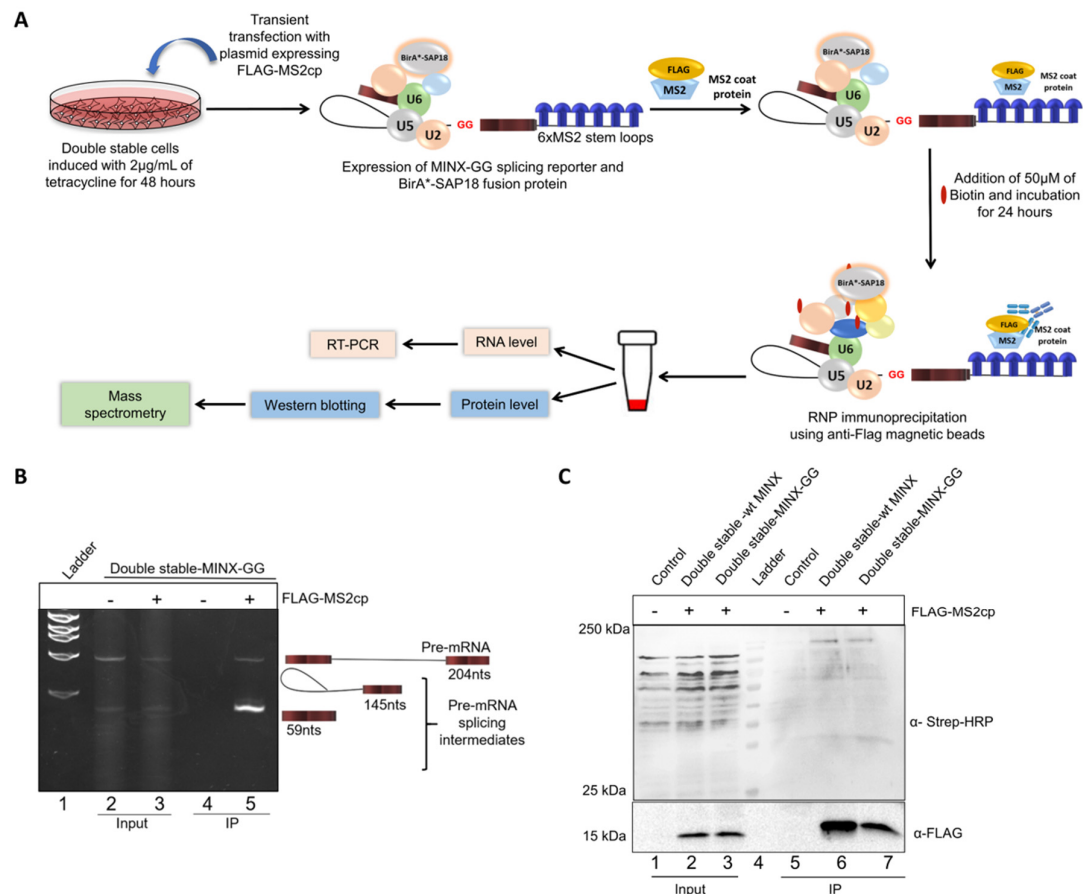 A
Transient
transfection with
plasmid expressing
FLAG-MS2cp
Double stable cells
induced with 2µg/mL of
tetracycline for 48 hours
BirA*-SAP18
U6
U5
U2
GG
6xMS2 stem loops
Expression of MINX-GG splicing reporter and
BirA*-SAP18 fusion protein
FLAG
MS2
MS2 coat
protein
BirA*-SAP18
U6
U5
U2
GG
FLAG
MS2
MS2 coat
protein
Addition of 50µM of
Biotin and incubation
for 24 hours
BirA*-SAP18
U6
U5
U2
GG
FLAG
MS2
MS2 coat
protein
RNP immunoprecipitation
using anti-Flag magnetic beads
RT-PCR
RNA level
Mass
spectrometry
Western blotting
Protein level
B
Ladder
Double stable-MINX-GG
- + - +
FLAG-MS2cp
Pre-mRNA
204nts
145nts
59nts
Pre-mRNA
splicing
intermediates
1 2 3 4 5
Input
IP
C
Control
Double stable -wt MINX
Double stable-MINX-GG
Ladder
Control
Double stable-wt MINX
Double stable-MINX-GG
- + + - + +
FLAG-MS2cp
250 kDa
α- Strep-HRP
25 kDa
15 kDa
α-FLAG
1 2 3 4 5 6 7
Input
IP